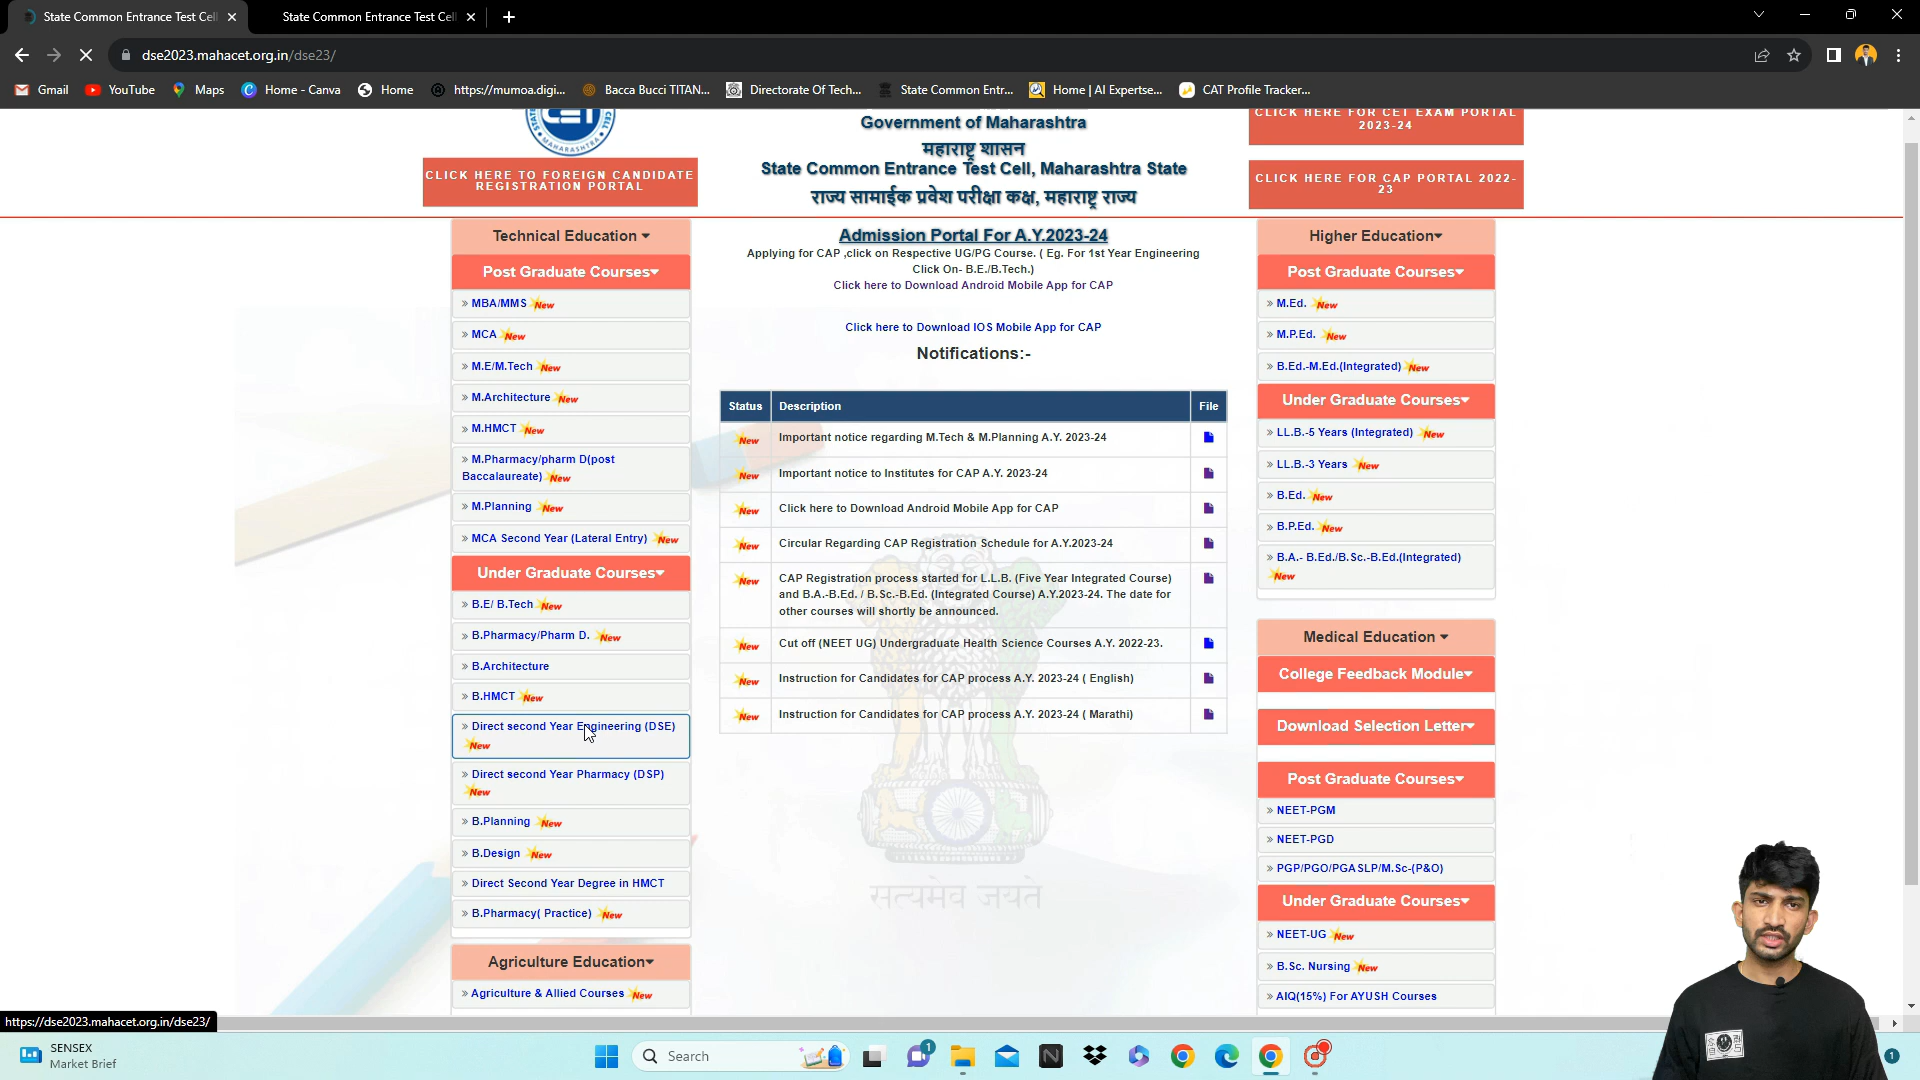 State Common Entrance Test Cell
State Common Entrance Test Cell
dse2023.mahacet.org.in/dse23/
Gmail
YouTube
Maps
Home - Canva
Home
https://mumoa.digi...
Bacca Bucci TITAN...
Directorate Of Tech...
State Common Entr...
Home | AI Expertse...
CAT Profile Tracker...
CLICK HERE TO FOREIGN CANDIDATE
REGISTRATION PORTAL
Government of Maharashtra
महाराष्ट्र शासन
State Common Entrance Test Cell, Maharashtra State
राज्य सामाईक प्रवेश परीक्षा कक्ष, महाराष्ट्र राज्य
CLICK HERE FOR CET EXAM PORTAL
2023-24
CLICK HERE FOR CAP PORTAL 2022-
23
Technical Education
Post Graduate Courses
» MBA/MMS New
» MCA New
» M.E/M.Tech New
» M.Architecture New
» M.HMCT New
» M.Pharmacy/pharm D(post
Baccalaureate) New
» M.Planning New
» MCA Second Year (Lateral Entry) New
Under Graduate Courses
» B.E/ B.Tech New
» B.Pharmacy/Pharm D. New
» B.Architecture
» B.HMCT New
» Direct second Year Engineering (DSE)
New
» Direct second Year Pharmacy (DSP)
New
» B.Planning New
» B.Design New
» Direct Second Year Degree in HMCT
» B.Pharmacy( Practice) New
Agriculture Education
» Agriculture & Allied Courses New
Admission Portal For A.Y.2023-24
Applying for CAP ,click on Respective UG/PG Course. ( Eg. For 1st Year Engineering
Click On- B.E./B.Tech.)
Click here to Download Android Mobile App for CAP
Click here to Download IOS Mobile App for CAP
Notifications:-
Status Description File
New Important notice regarding M.Tech & M.Planning A.Y. 2023-24
New Important notice to Institutes for CAP A.Y. 2023-24
New Click here to Download Android Mobile App for CAP
New Circular Regarding CAP Registration Schedule for A.Y.2023-24
New CAP Registration process started for L.L.B. (Five Year Integrated Course)
and B.A.-B.Ed. / B.Sc.-B.Ed. (Integrated Course) A.Y.2023-24. The date for
other courses will shortly be announced.
New Cut off (NEET UG) Undergraduate Health Science Courses A.Y. 2022-23.
New Instruction for Candidates for CAP process A.Y. 2023-24 ( English)
New Instruction for Candidates for CAP process A.Y. 2023-24 ( Marathi)
सत्यमेव जयते
Higher Education
Post Graduate Courses
» M.Ed. New
» M.P.Ed. New
» B.Ed.-M.Ed.(Integrated) New
Under Graduate Courses
» LL.B.-5 Years (Integrated) New
» LL.B.-3 Years New
» B.Ed. New
» B.P.Ed. New
» B.A.- B.Ed./B.Sc.-B.Ed.(Integrated)
New
Medical Education
College Feedback Module
Download Selection Letter
Post Graduate Courses
» NEET-PGM
» NEET-PGD
» PGP/PGO/PGASLP/M.Sc-(P&O)
Under Graduate Courses
» NEET-UG New
» B.Sc. Nursing New
» AIQ(15%) For AYUSH Courses
https://dse2023.mahacet.org.in/dse23/
SENSEX
Market Brief
Search
1
1